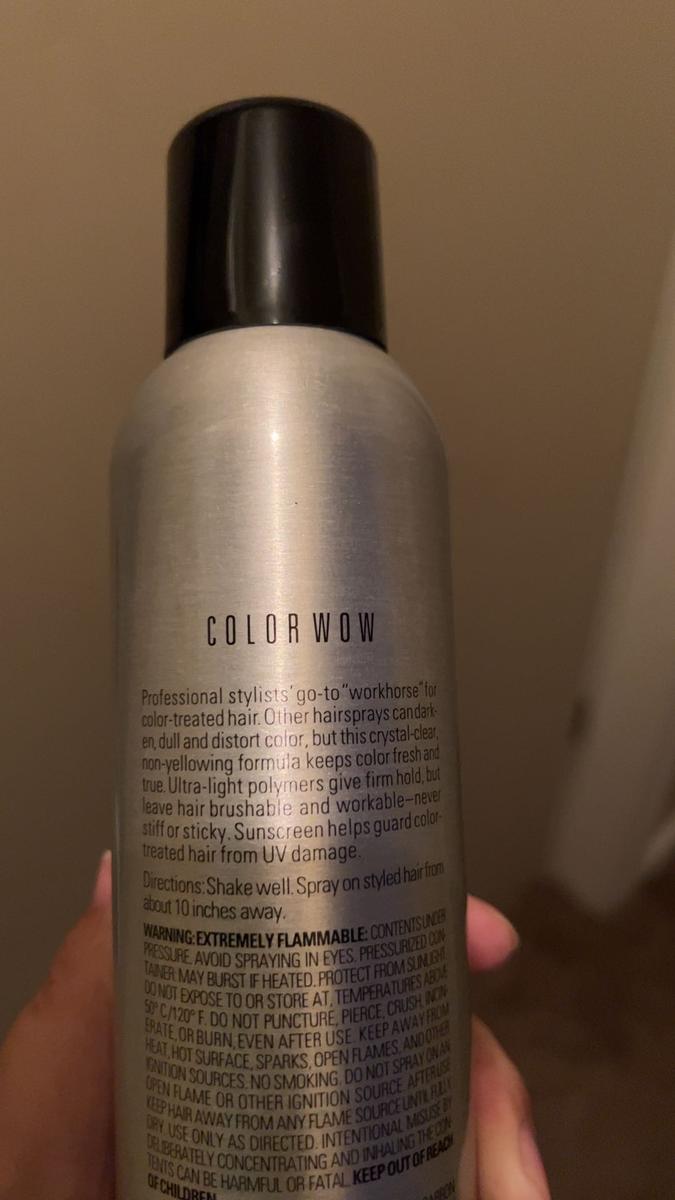 COLOR WOW
Professional stylists' go-to "workhorse" for
color-treated hair. Other hairsprays can dark-
en, dull and distort color, but this crystal-clear,
non-yellowing formula keeps color fresh and
true. Ultra-light polymers give firm hold, but
leave hair brushable and workable–never
stiff or sticky. Sunscreen helps guard color-
treated hair from UV damage.
Directions: Shake well. Spray on styled hair from
about 10 inches away.
WARNING: EXTREMELY FLAMMABLE: CONTENTS UNDER
PRESSURE. AVOID SPRAYING IN EYES. PRESSURIZED CON-
TAINER MAY BURST IF HEATED. PROTECT FROM SUNLIGHT.
DO NOT EXPOSE TO OR STORE AT, TEMPERATURES ABOVE
50° C/120° F. DO NOT PUNCTURE, PIERCE, CRUSH, INCIN-
ERATE, OR BURN, EVEN AFTER USE. KEEP AWAY FROM
HEAT, HOT SURFACE, SPARKS, OPEN FLAMES, AND OTHER
IGNITION SOURCES. NO SMOKING. DO NOT SPRAY ON AN
OPEN FLAME OR OTHER IGNITION SOURCE. AFTER USE
KEEP HAIR AWAY FROM ANY FLAME SOURCE UNTIL FULLY
DRY. USE ONLY AS DIRECTED. INTENTIONAL MISUSE BY
DELIBERATELY CONCENTRATING AND INHALING THE CON-
TENTS CAN BE HARMFUL OR FATAL. KEEP OUT OF REACH
OF CHILDREN